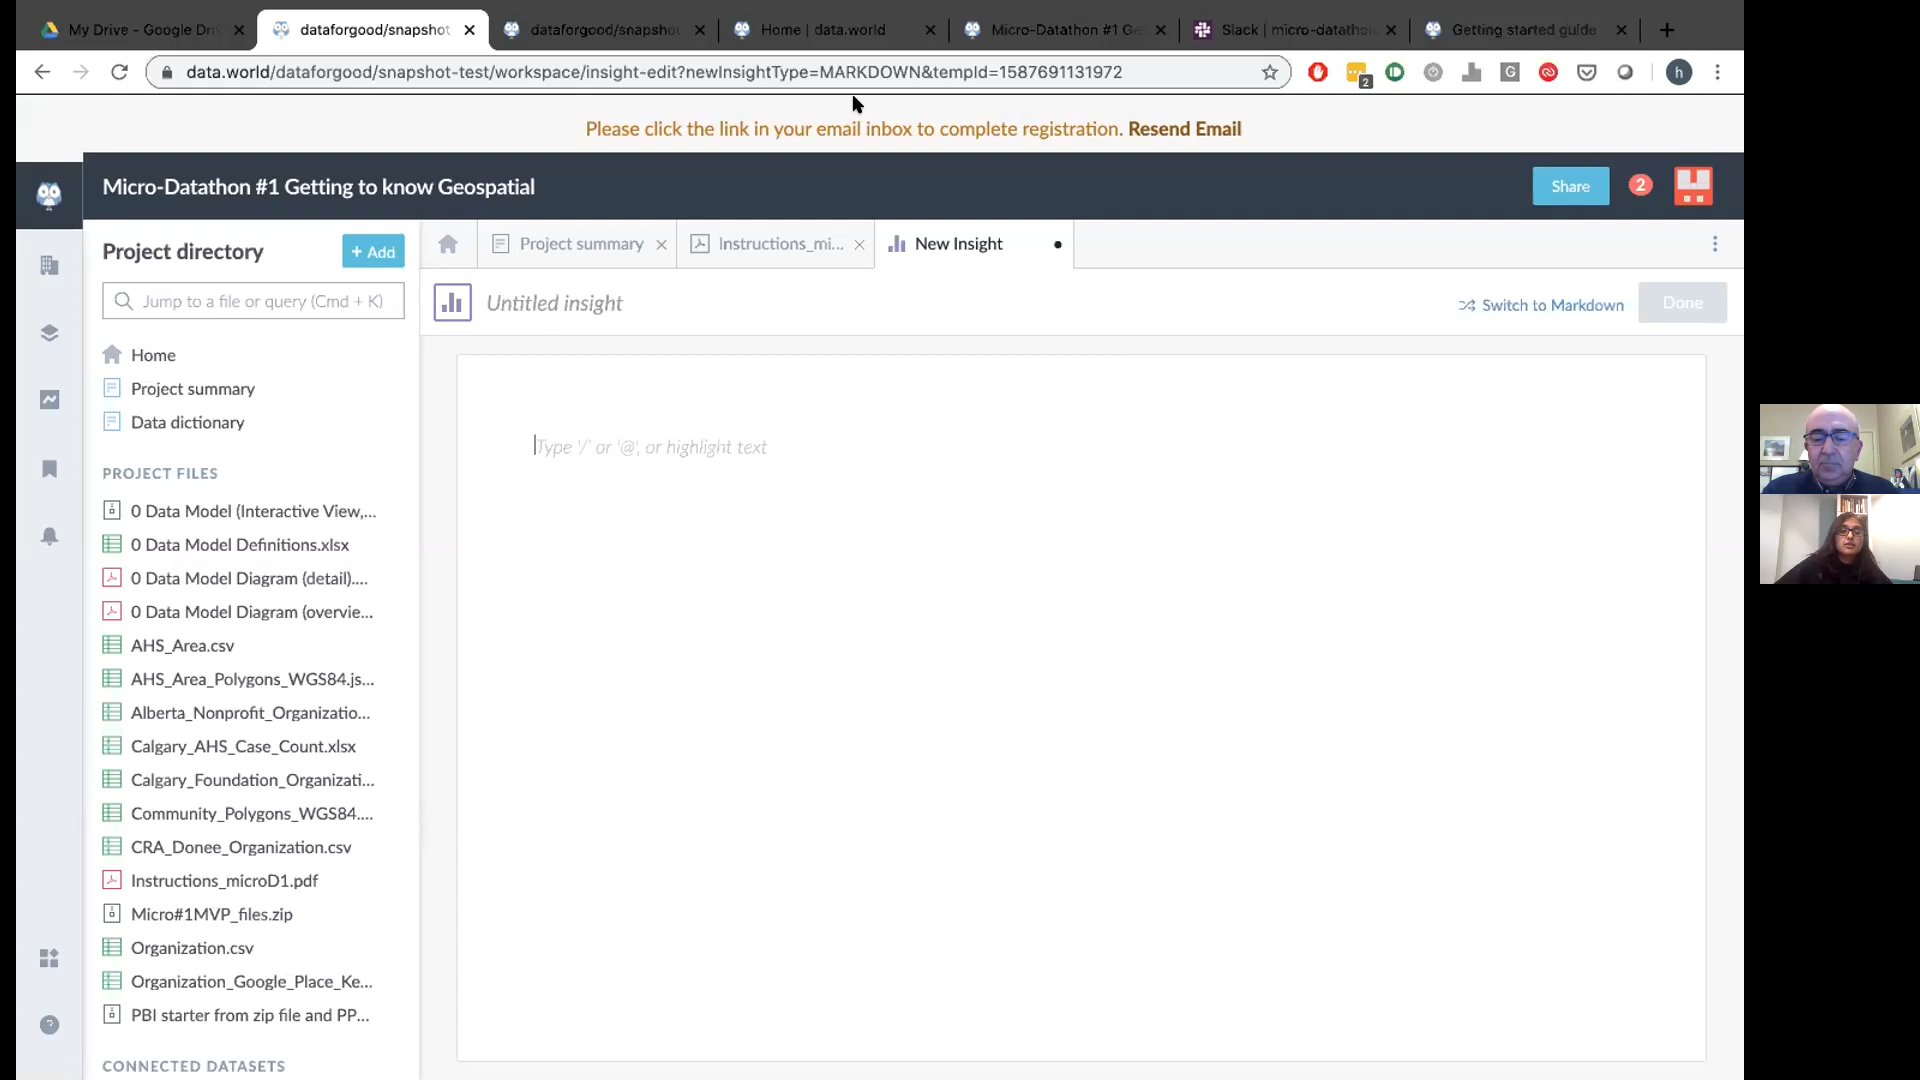 My Drive - Google Dri
dataforgood/snapshot
dataforgood/snapshot
Home | data.world
Micro-Datathon #1 Ge
Slack | micro-datatho
Getting started guide
data.world/dataforgood/snapshot-test/workspace/insight-edit?newInsightType=MARKDOWN&tempId=1587691131972
2
h
Please click the link in your email inbox to complete registration. Resend Email
Micro-Datathon #1 Getting to know Geospatial
Share
2
Project directory
+ Add
Project summary
Instructions_mi...
New Insight
Jump to a file or query (Cmd + K)
Untitled insight
Switch to Markdown
Done
Home
Project summary
Data dictionary
Type '/' or '@', or highlight text
PROJECT FILES
0 Data Model (Interactive View,...
0 Data Model Definitions.xlsx
0 Data Model Diagram (detail)....
0 Data Model Diagram (overvie...
AHS_Area.csv
AHS_Area_Polygons_WGS84.js...
Alberta_Nonprofit_Organizatio...
Calgary_AHS_Case_Count.xlsx
Calgary_Foundation_Organizati...
Community_Polygons_WGS84....
CRA_Donee_Organization.csv
Instructions_microD1.pdf
Micro#1MVP_files.zip
Organization.csv
Organization_Google_Place_Ke...
PBI starter from zip file and PP...
CONNECTED DATASETS